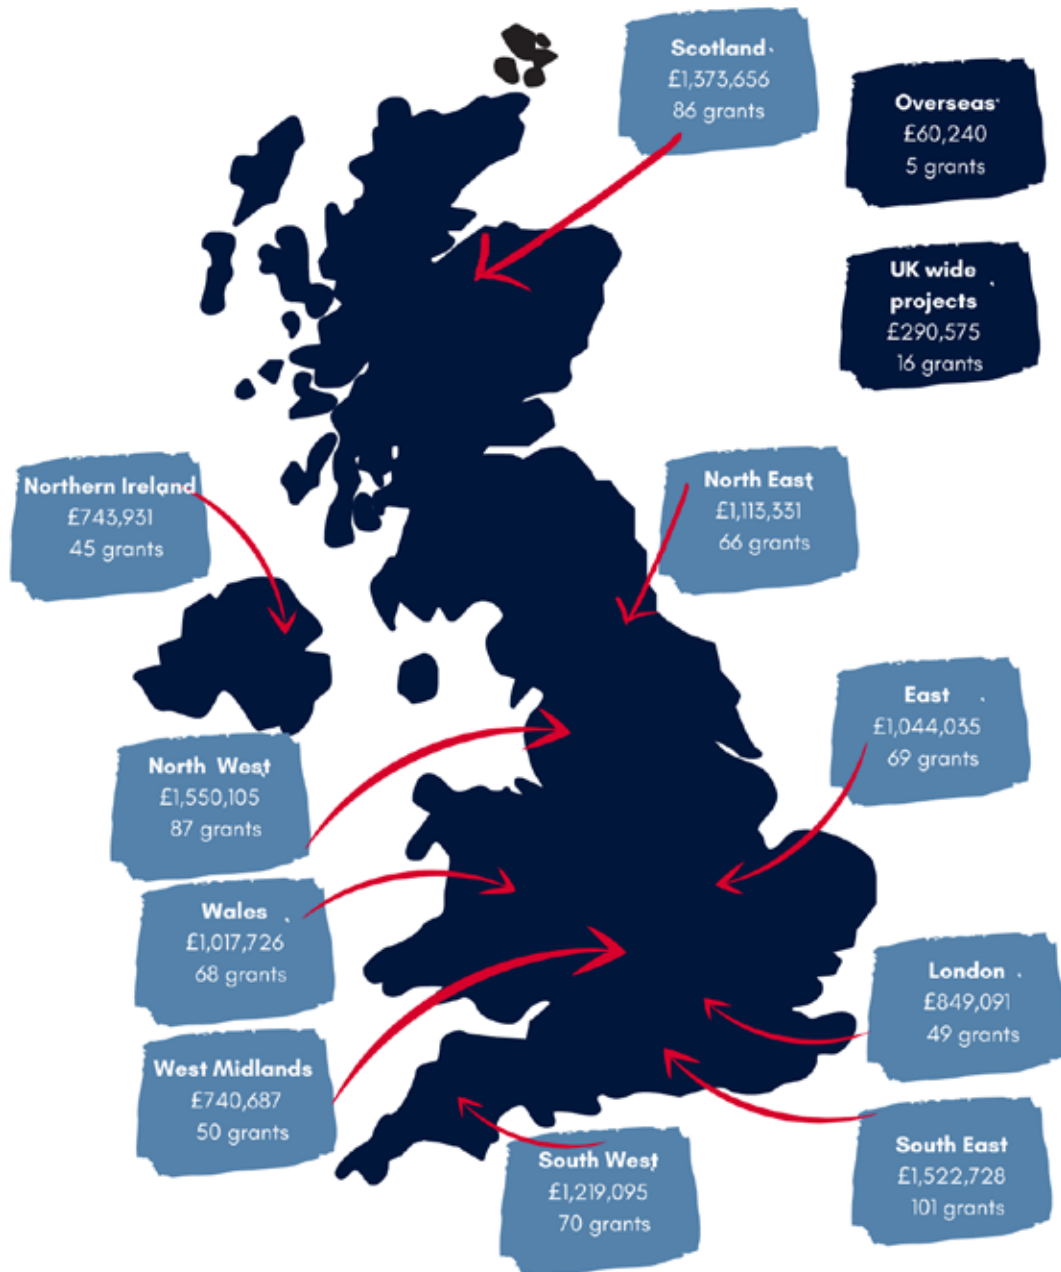 Scotland
£1,373,656
86 grants
Overseas
£60,240
5 grants
UK wide
projects
£290,575
16 grants
Northern Ireland
£743,931
45 grants
North East
£1,113,331
66 grants
East
£1,044,035
69 grants
North West
£1,550,105
87 grants
Wales
£1,017,726
68 grants
London
£849,091
49 grants
West Midlands
£740,687
50 grants
South West
£1,219,095
70 grants
South East
£1,522,728
101 grants